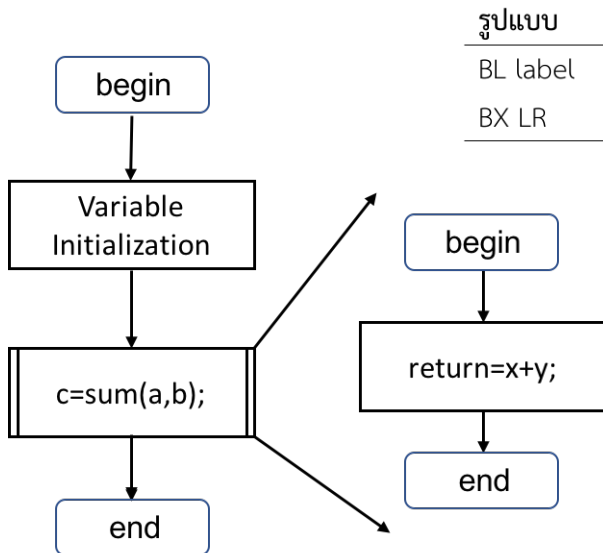 รูปแบบ
BL label
BX LR
begin
Variable
Initialization
c=sum(a,b);
end
begin
return=x+y;
end